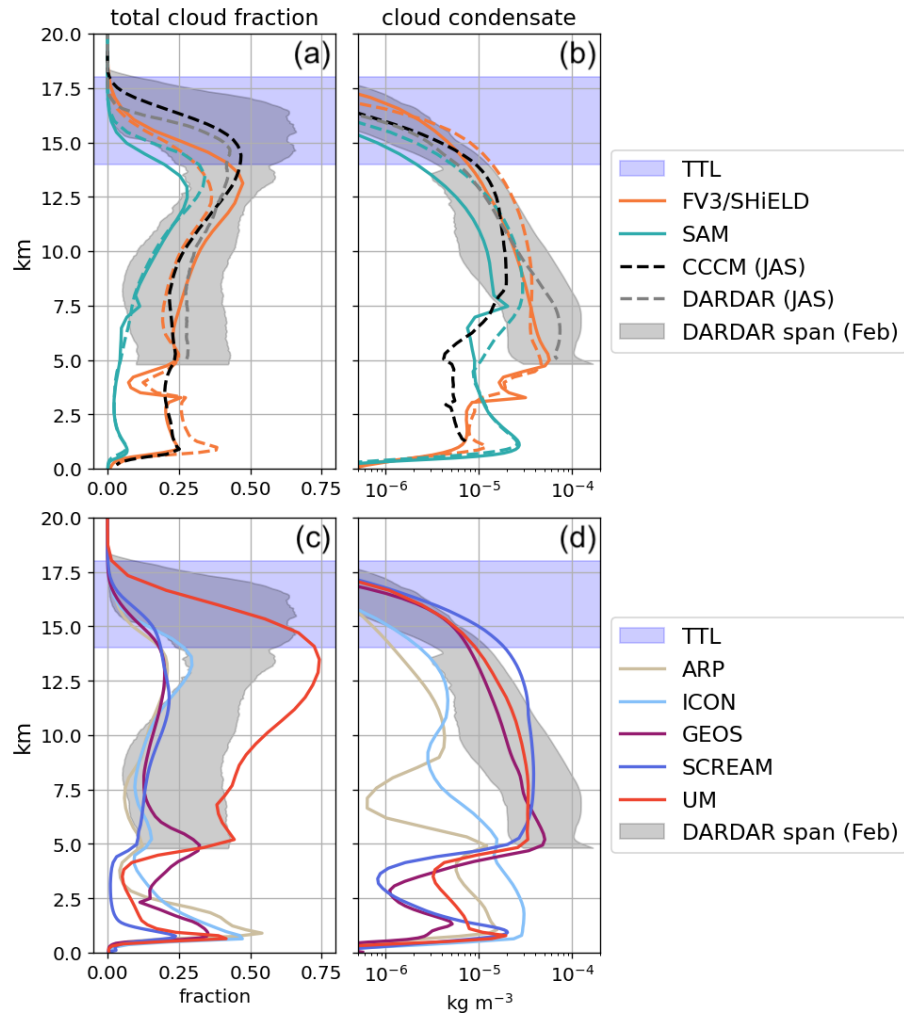 total cloud fraction
cloud condensate
20.0
17.5
15.0
12.5
10.0
7.5
5.0
2.5
0.0
km
(a)
(b)
0.00
0.25
0.50
0.75
10⁻⁶
10⁻⁵
10⁻⁴
TTL
FV3/SHiELD
SAM
CCCM (JAS)
DARDAR (JAS)
DARDAR span (Feb)
20.0
17.5
15.0
12.5
10.0
7.5
5.0
2.5
0.0
km
(c)
(d)
0.00
0.25
0.50
0.75
fraction
10⁻⁶
10⁻⁵
10⁻⁴
kg m⁻³
TTL
ARP
ICON
GEOS
SCREAM
UM
DARDAR span (Feb)